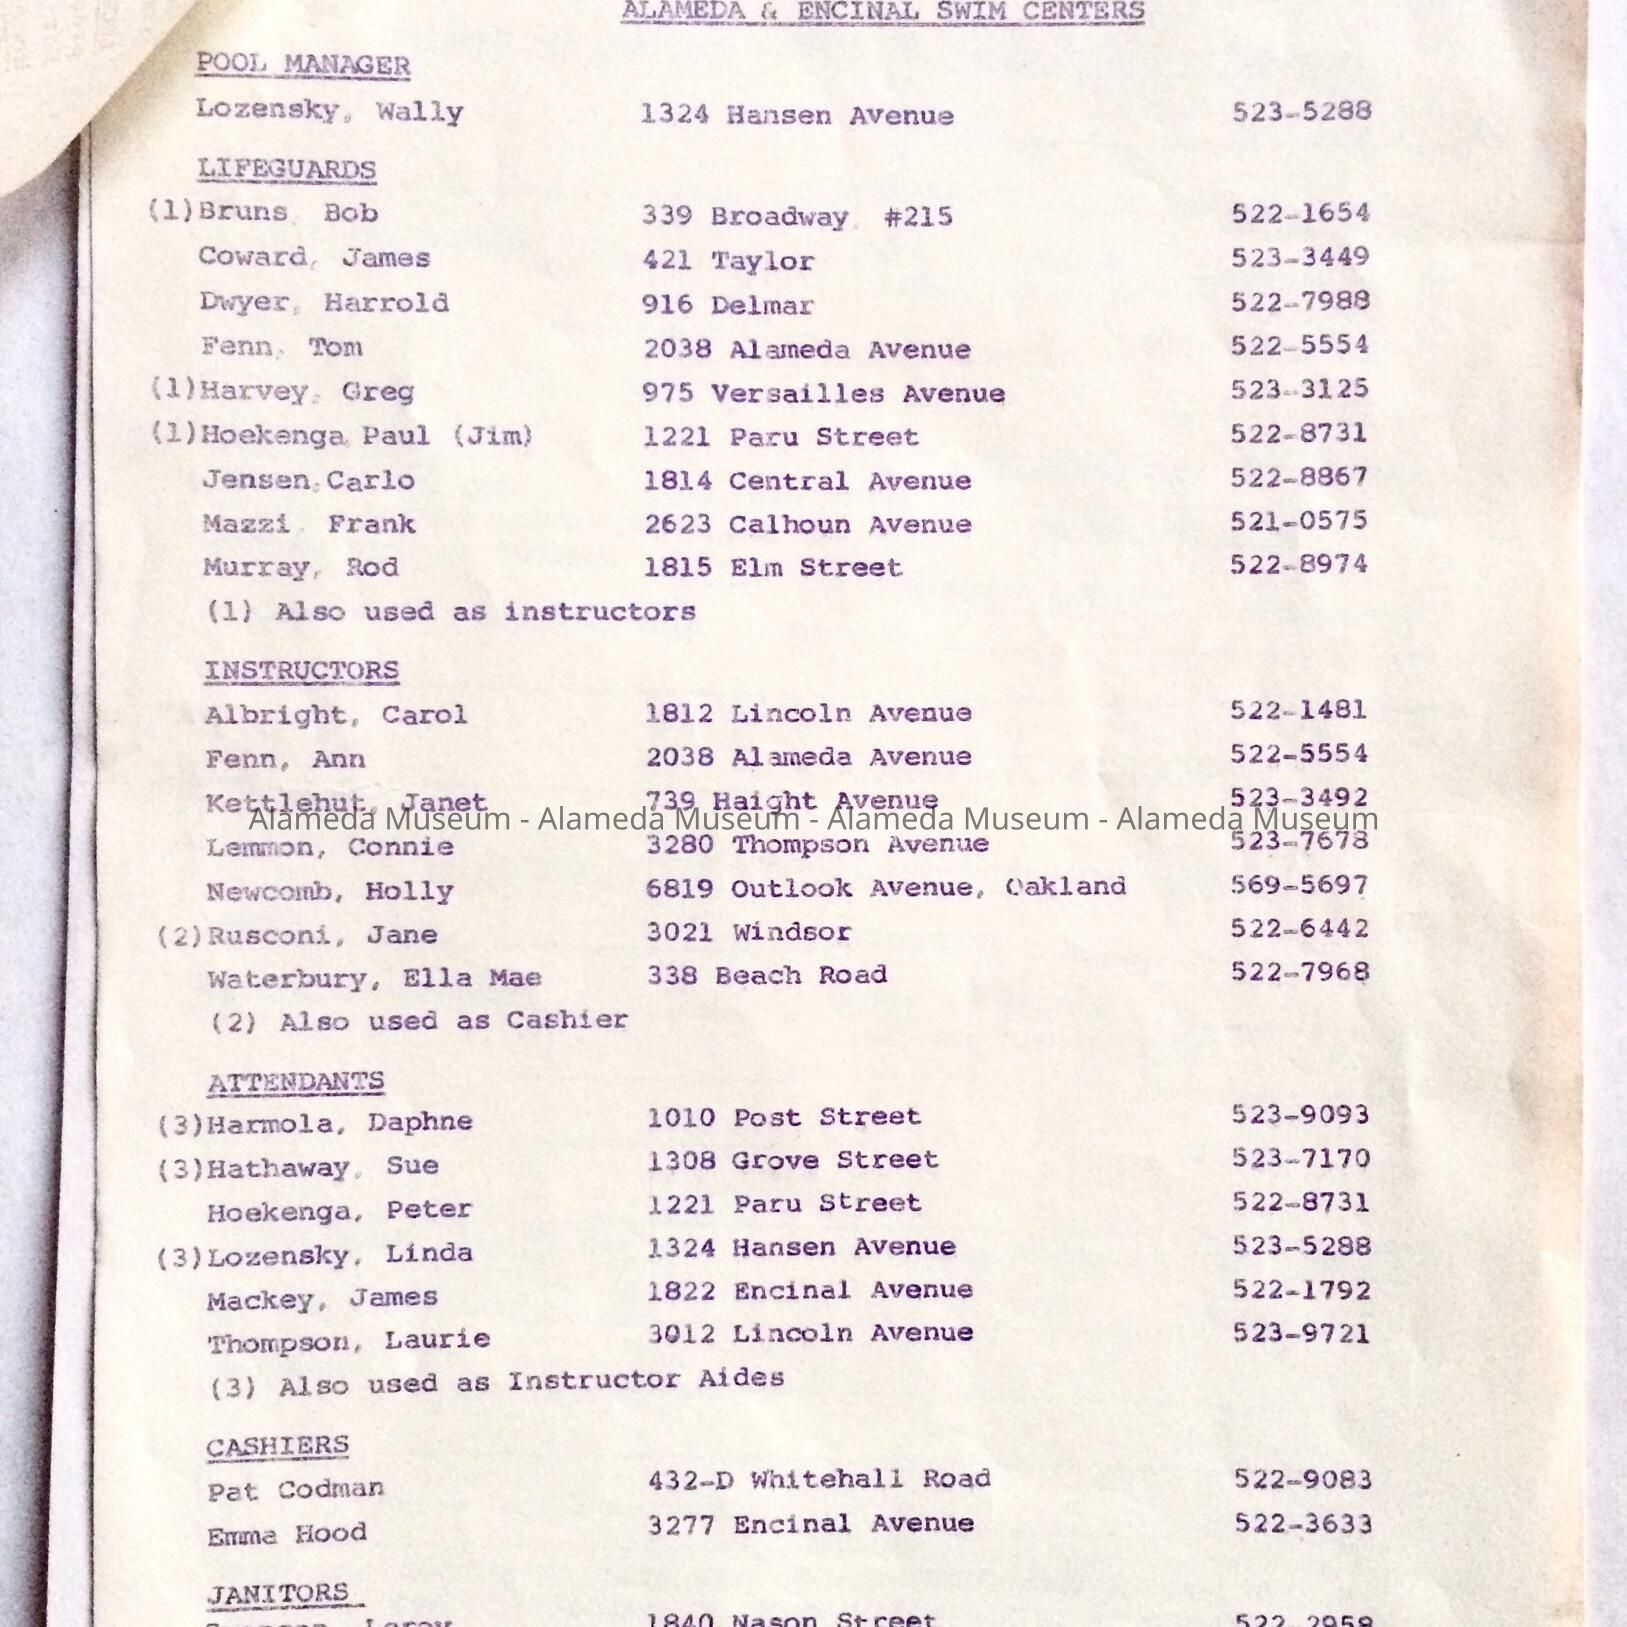 ALAMEDA & ENCINAL SWIM CENTERS
POOL MANAGER
Lozensky, Wally 1324 Hansen Avenue 523-5288
LIFEGUARDS
(1)Bruns, Bob 339 Broadway, #215 522-1654
Coward, James 421 Taylor 523-3449
Dwyer, Harrold 916 Delmar 522-7988
Fenn, Tom 2038 Alameda Avenue 522-5554
(1)Harvey, Greg 975 Versailles Avenue 523-3125
(1)Hoekenga, Paul (Jim) 1221 Paru Street 522-8731
Jensen,Carlo 1814 Central Avenue 522-8867
Mazzi, Frank 2623 Calhoun Avenue 521-0575
Murray, Rod 1815 Elm Street 522-8974
(1) Also used as instructors
INSTRUCTORS
Albright, Carol 1812 Lincoln Avenue 522-1481
Fenn, Ann 2038 Alameda Avenue 522-5554
Kettlehut, Janet 739 Haight Avenue 523-3492
Alameda Museum - Alameda Museum - Alameda Museum - Alameda Museum
Lemmon, Connie 3280 Thompson Avenue 523-7678
Newcomb, Holly 6819 Outlook Avenue, Oakland 569-5697
(2)Rusconi, Jane 3021 Windsor 522-6442
Waterbury, Ella Mae 338 Beach Road 522-7968
(2) Also used as Cashier
ATTENDANTS
(3)Harmola, Daphne 1010 Post Street 523-9093
(3)Hathaway, Sue 1308 Grove Street 523-7170
Hoekenga, Peter 1221 Paru Street 522-8731
(3)Lozensky, Linda 1324 Hansen Avenue 523-5288
Mackey, James 1822 Encinal Avenue 522-1792
Thompson, Laurie 3012 Lincoln Avenue 523-9721
(3) Also used as Instructor Aides
CASHIERS
Pat Codman 432-D Whitehall Road 522-9083
Emma Hood 3277 Encinal Avenue 522-3633
JANITORS
Leroy 1840 Nason Street 522-2958